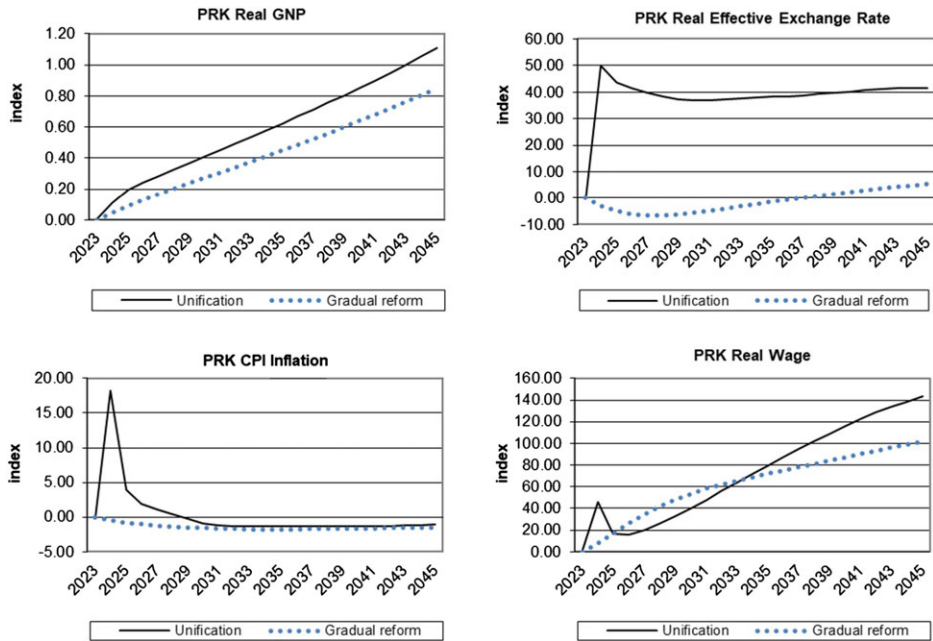 PRK Real GNP
1.20
1.00
0.80
0.60
0.40
0.20
0.00
index
2023 2025 2027 2029 2031 2033 2035 2037 2039 2041 2043 2045
Unification Gradual reform
PRK Real Effective Exchange Rate
60.00
50.00
40.00
30.00
20.00
10.00
0.00
-10.00
index
2023 2025 2027 2029 2031 2033 2035 2037 2039 2041 2043 2045
Unification Gradual reform
PRK CPI Inflation
20.00
15.00
10.00
5.00
0.00
-5.00
index
2023 2025 2027 2029 2031 2033 2035 2037 2039 2041 2043 2045
Unification Gradual reform
PRK Real Wage
160.00
140.00
120.00
100.00
80.00
60.00
40.00
20.00
0.00
index
2023 2025 2027 2029 2031 2033 2035 2037 2039 2041 2043 2045
Unification Gradual reform